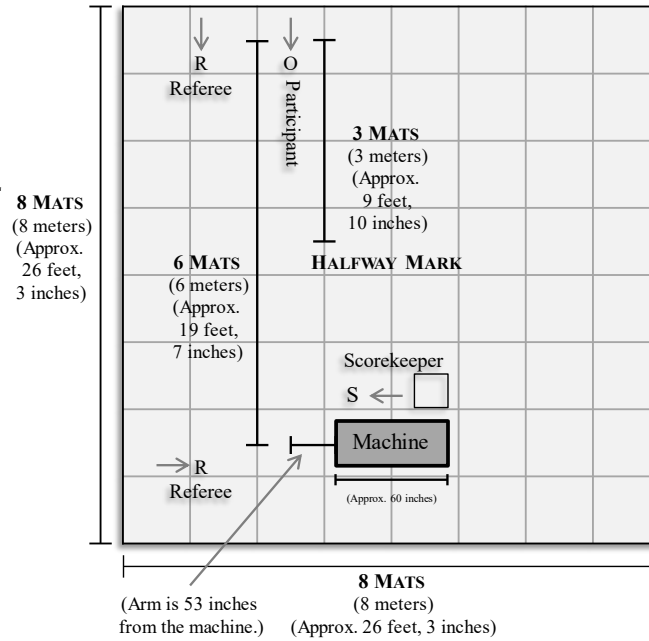 R
Referee
O
Participant
3 MATS
(3 meters)
(Approx.
9 feet,
10 inches)
HALFWAY MARK
8 MATS
(8 meters)
(Approx.
26 feet,
3 inches)
6 MATS
(6 meters)
(Approx.
19 feet,
7 inches)
Scorekeeper
S
Machine
R
Referee
(Approx. 60 inches)
(Arm is 53 inches
from the machine.)
8 MATS
(8 meters)
(Approx. 26 feet, 3 inches)